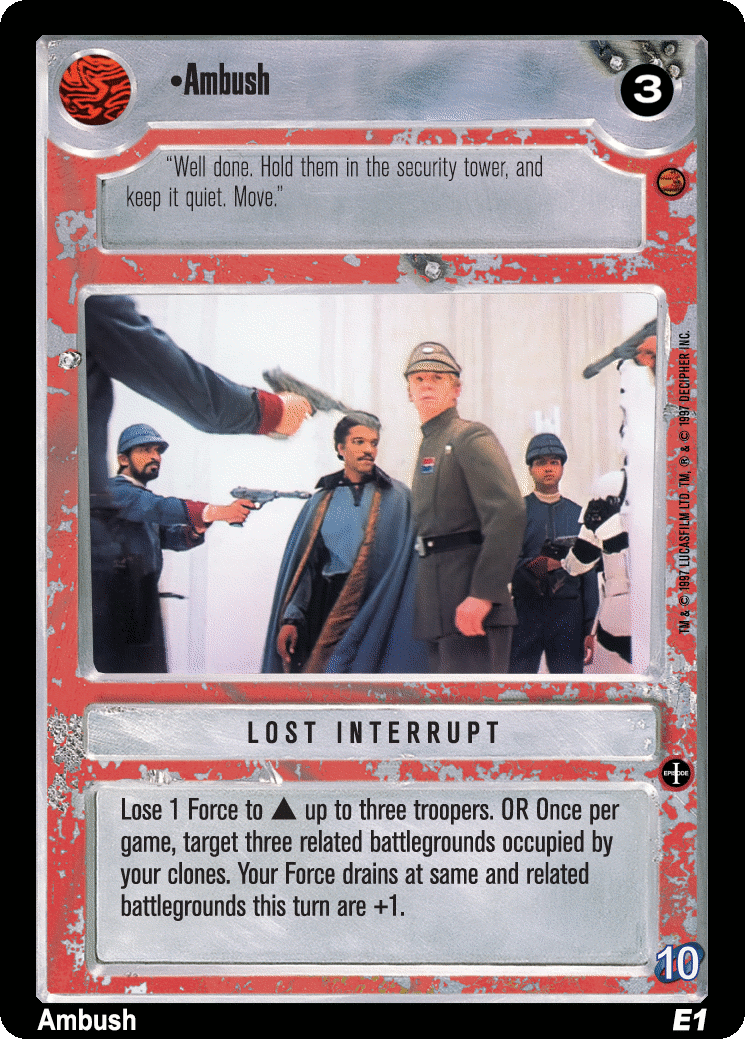 •Ambush
3
“Well done. Hold them in the security tower, and
keep it quiet. Move.”
TM & © 1997 LUCASFILM LTD. TM, ® & © 1997 DECIPHER INC.
LOST INTERRUPT
EPISODE
I
Lose 1 Force to ▲ up to three troopers. OR Once per
game, target three related battlegrounds occupied by
your clones. Your Force drains at same and related
battlegrounds this turn are +1.
10
Ambush
E1